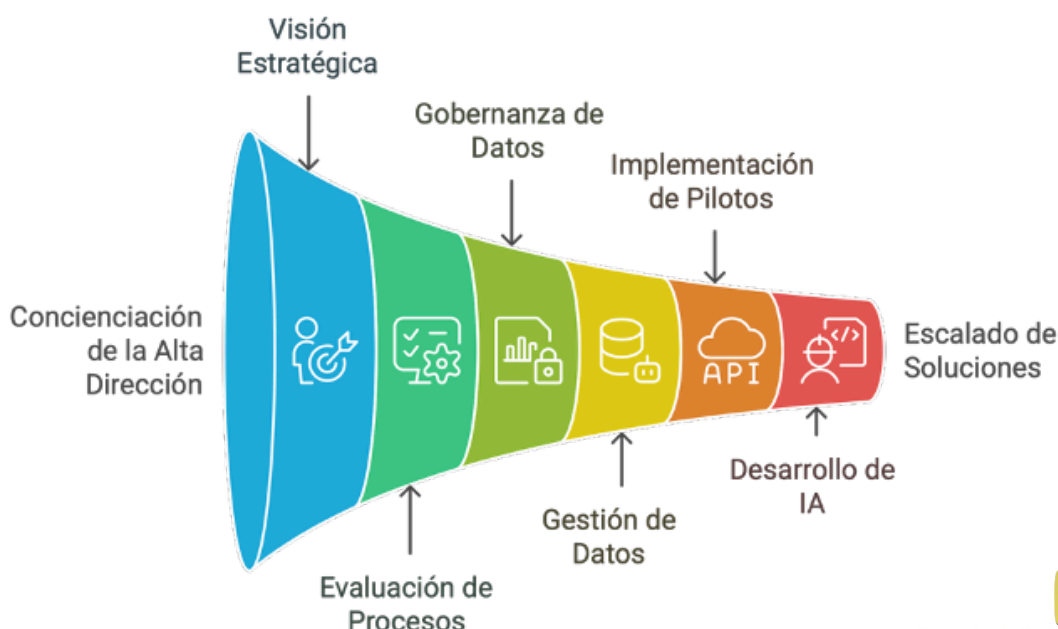 Visión
Estratégica
Gobernanza de
Datos
Implementación
de Pilotos
Concienciación
de la Alta
Dirección
API
</>
Escalado de
Soluciones
Desarrollo de
IA
Gestión de
Datos
Evaluación de
Procesos